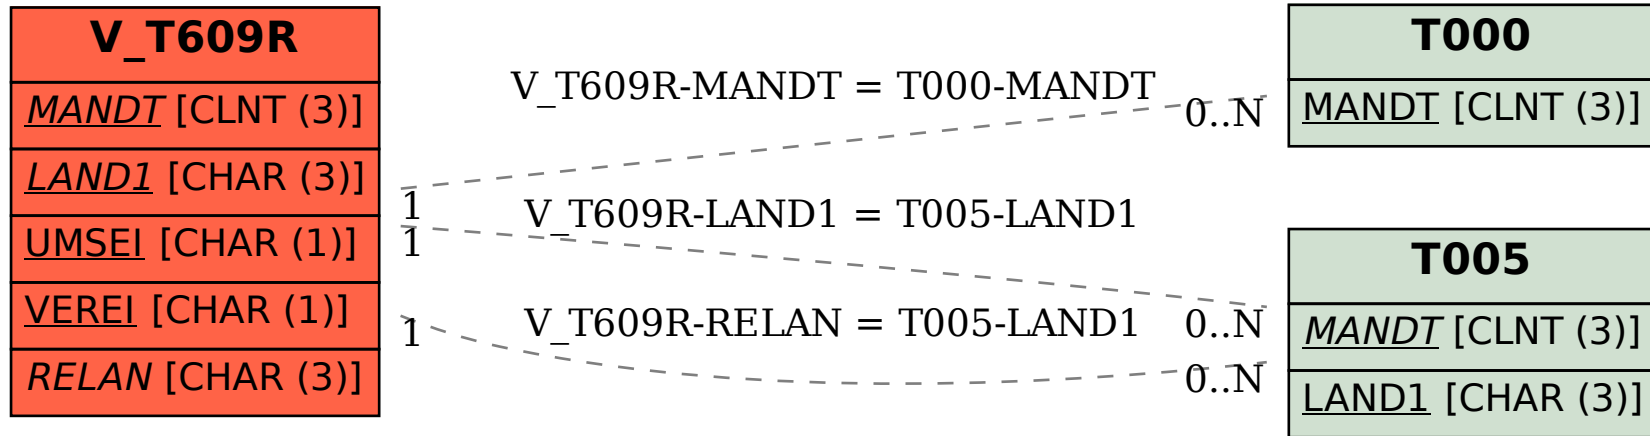 V_T609R
MANDT [CLNT (3)]
LAND1 [CHAR (3)]
UMSEI [CHAR (1)]
VEREI [CHAR (1)]
RELAN [CHAR (3)]
V_T609R-MANDT = T000-MANDT
1
0..N
V_T609R-LAND1 = T005-LAND1
1
0..N
V_T609R-RELAN = T005-LAND1
1
0..N
T000
MANDT [CLNT (3)]
T005
MANDT [CLNT (3)]
LAND1 [CHAR (3)]